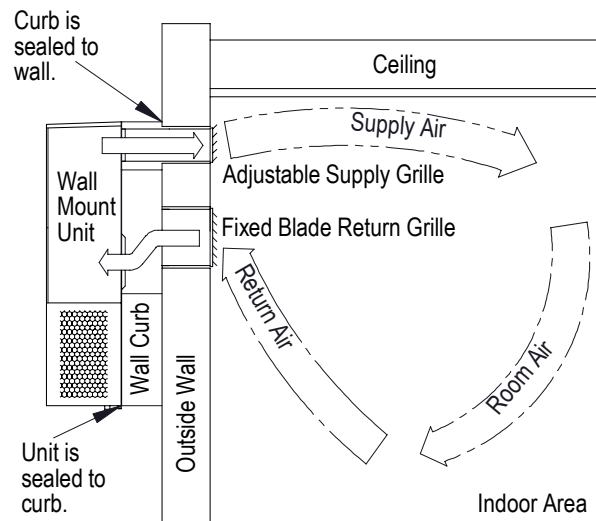 Curb is
sealed to
wall.
Ceiling
Supply Air
Adjustable Supply Grille
Wall
Mount
Unit
Fixed Blade Return Grille
Return Air
Room Air
Wall Curb
Outside Wall
Unit is
sealed to
curb.
Indoor Area